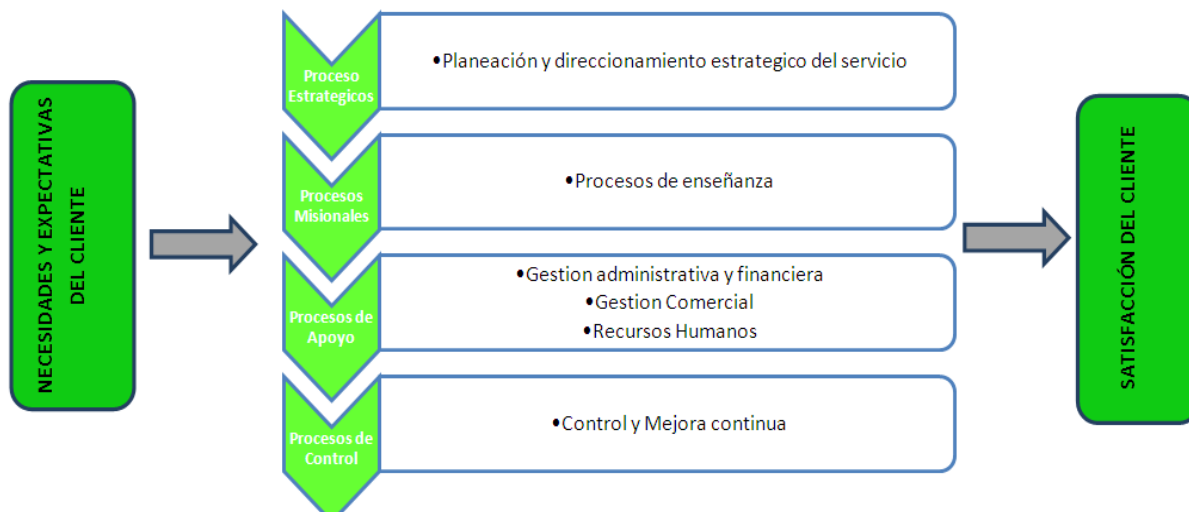 NECESIDADES Y EXPECTATIVAS
DEL CLIENTE
Proceso
Estrategicos
•Planeación y direccionamiento estrategico del servicio
Procesos
Misionales
•Procesos de enseñanza
Procesos de
Apoyo
•Gestion administrativa y financiera
•Gestion Comercial
•Recursos Humanos
Procesos de
Control
•Control y Mejora continua
SATISFACCIÓN DEL CLIENTE